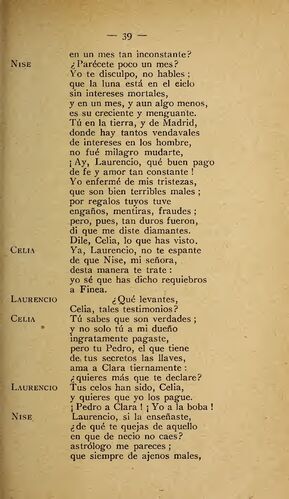 — 39 —
en un mes tan inconstante?
NISE ¿Parécete poco un mes?
Yo te disculpo, no hables;
que la luna está en el cielo
sin intereses mortales,
y en un mes, y aun algo menos,
es su creciente y menguante.
Tú en la tierra, y de Madrid,
donde hay tantos vendavales
de intereses en los hombre,
no fué milagro mudarte,
¡Ay, Laurencio, qué buen pago
de fe y amor tan constante!
Yo enfermé de mis tristezas,
que son bien terribles males;
por regalos tuyos tuve
engaños, mentiras, fraudes;
pero, pues, tan duros fueron,
di que me diste diamantes.
Dile, Celia, lo que has visto.
CELIA Ya, Laurencio, no te espante
de que Nise, mi señora,
desta manera te trate:
yo sé que has dicho requiebros
a Finea.
LAURENCIO ¿Qué levantes,
Celia, tales testimonios?
CELIA Tú sabes que son verdades;
y no solo tú a mi dueño
ingratamente pagaste,
pero tu Pedro, el que tiene
de tus secretos las llaves,
ama a Clara tiernamente:
¿quieres más que te declare?
LAURENCIO Tus celos han sido, Celia,
y quieres que yo los pague.
¡Pedro a Clara! ¡Yo a la boba!
NISE Laurencio, si la enseñaste,
¿de qué te quejas de aquello
en que de necio no caes?
astrólogo me pareces;
que siempre de ajenos males,